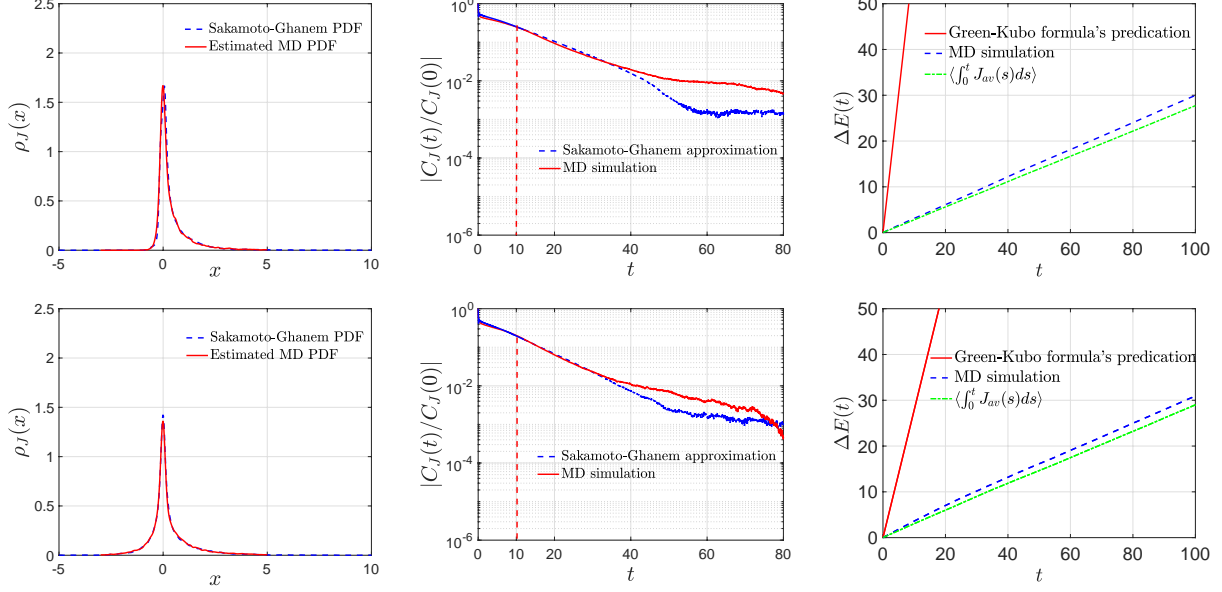 2.5
2
1.5
1
0.5
0
-5
0
5
10
x
ρ_J(x)
Sakamoto-Ghanem PDF
Estimated MD PDF
10^0
10^-2
10^-4
10^-6
0
10
20
40
60
80
t
|C_J(t)/C_J(0)|
Sakamoto-Ghanem approximation
MD simulation
50
40
30
20
10
0
0
20
40
60
80
100
t
ΔE(t)
Green-Kubo formula's predication
MD simulation
⟨∫_0^t J_{av}(s)ds⟩
2.5
2
1.5
1
0.5
0
-5
0
5
10
x
ρ_J(x)
Sakamoto-Ghanem PDF
Estimated MD PDF
10^0
10^-2
10^-4
10^-6
0
10
20
40
60
80
t
|C_J(t)/C_J(0)|
Sakamoto-Ghanem approximation
MD simulation
50
40
30
20
10
0
0
20
40
60
80
100
t
ΔE(t)
Green-Kubo formula's predication
MD simulation
⟨∫_0^t J_{av}(s)ds⟩